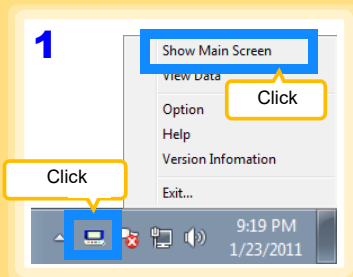 1
Show Main Screen
View Data
Click
Option
Help
Version Infomation
Click
Exit...
9:19 PM
1/23/2011